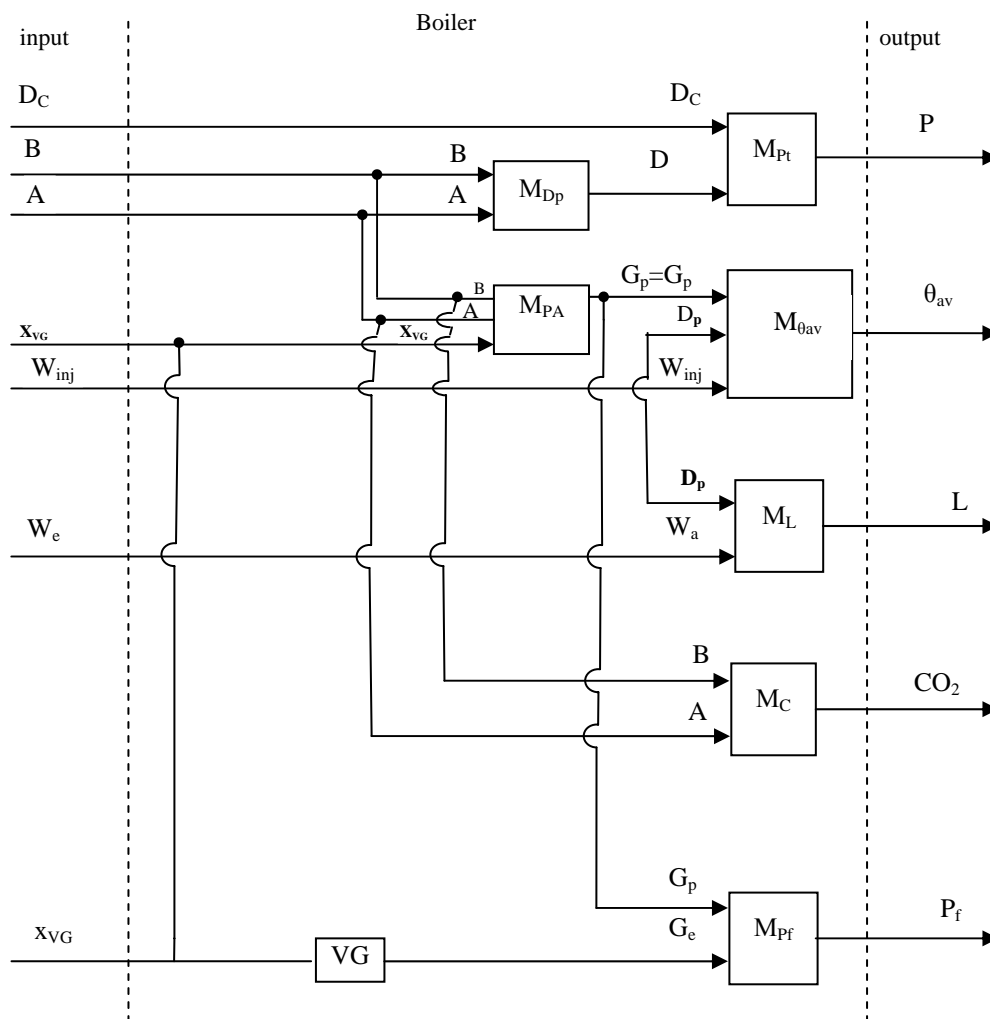 Boiler
input
output
D_C
D_C
P
M_Pt
B
B
D
M_Dp
A
A
G_p=G_p
θ_av
B
M_PA
A
D_p
M_θav
x_VG
x_VG
W_inj
W_inj
D_p
L
M_L
W_e
W_a
B
CO₂
M_C
A
G_p
P_f
M_Pf
x_VG
G_e
VG